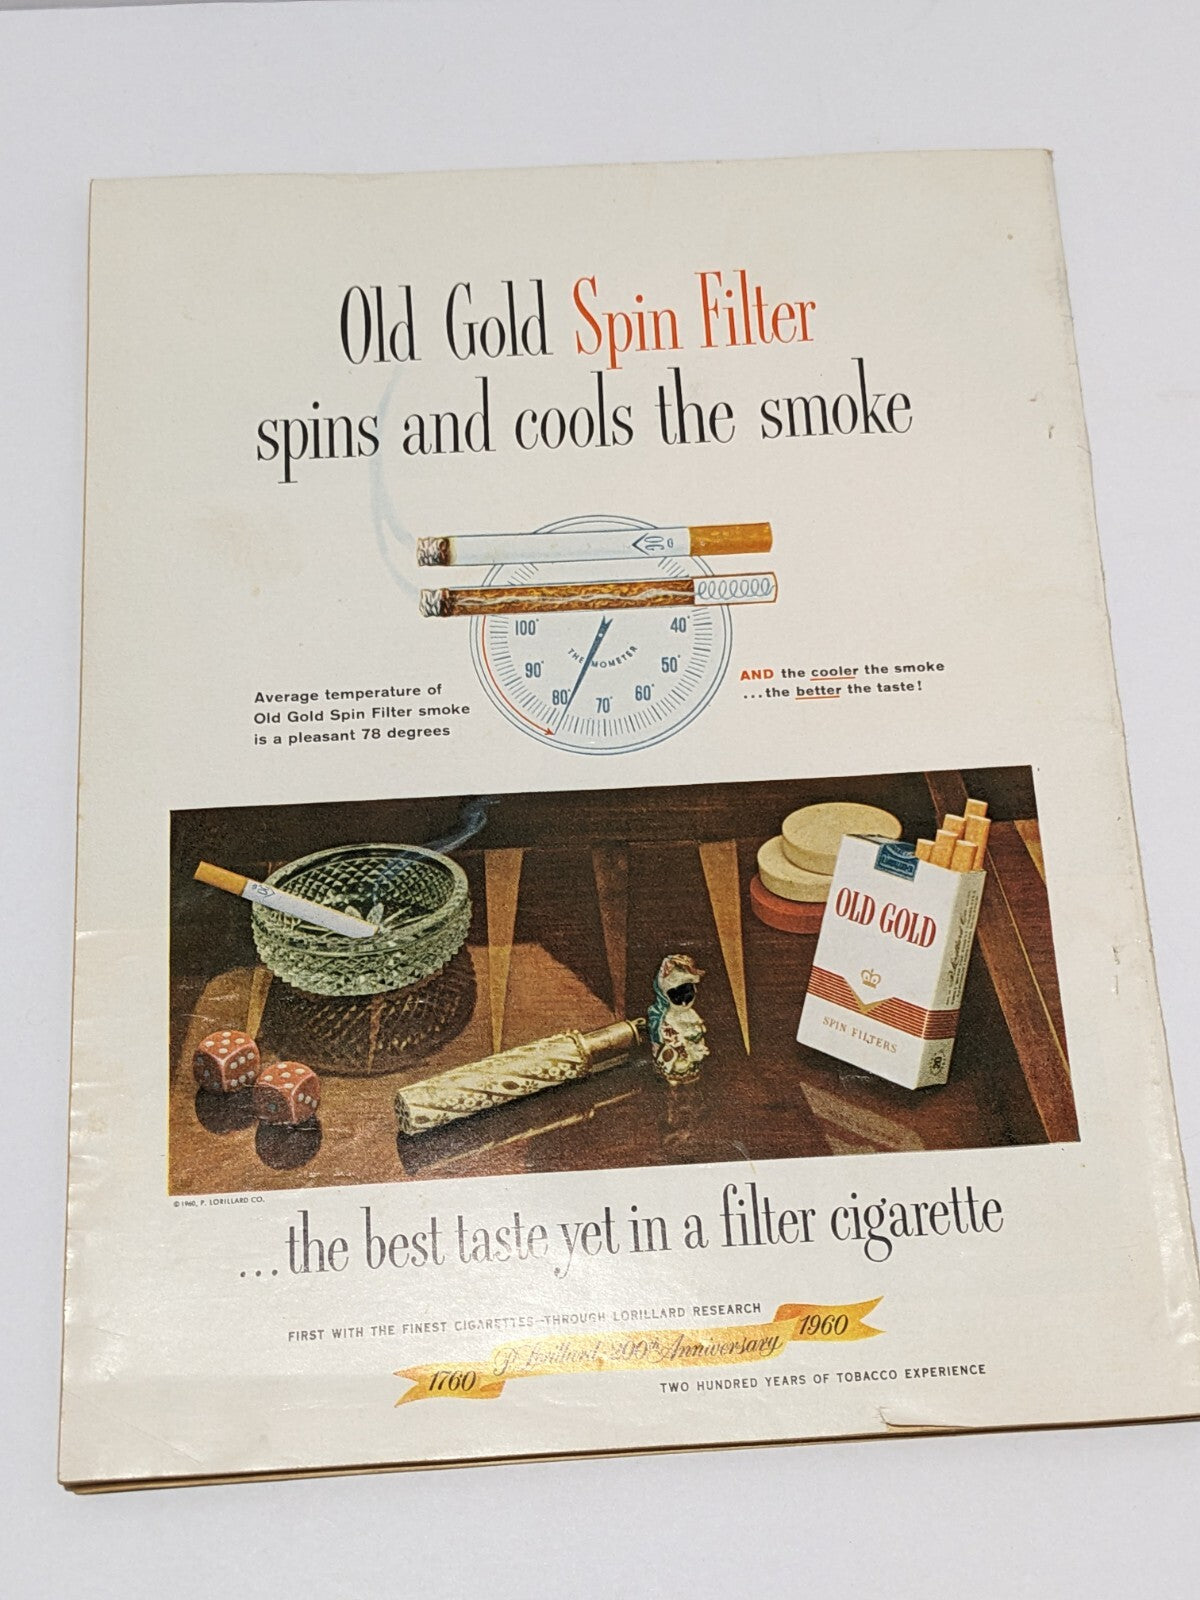 Old Gold Spin Filter
spins and cools the smoke
100°
90°
80°
70°
60°
50°
40°
THERMOMETER
Average temperature of
Old Gold Spin Filter smoke
is a pleasant 78 degrees
AND the cooler the smoke
...the better the taste!
OLD GOLD
SPIN FILTERS
© 1960, P. LORILLARD CO.
...the best taste yet in a filter cigarette
FIRST WITH THE FINEST CIGARETTES—THROUGH LORILLARD RESEARCH
1760 P. Lorillard 200th Anniversary 1960
TWO HUNDRED YEARS OF TOBACCO EXPERIENCE